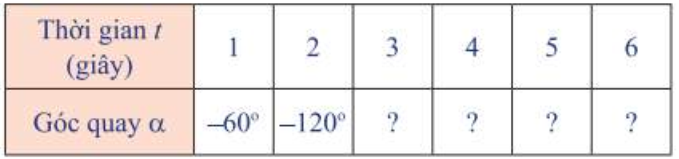 Thời gian t (giây) 1 2 3 4 5 6
Góc quay α –60° –120° ? ? ? ?